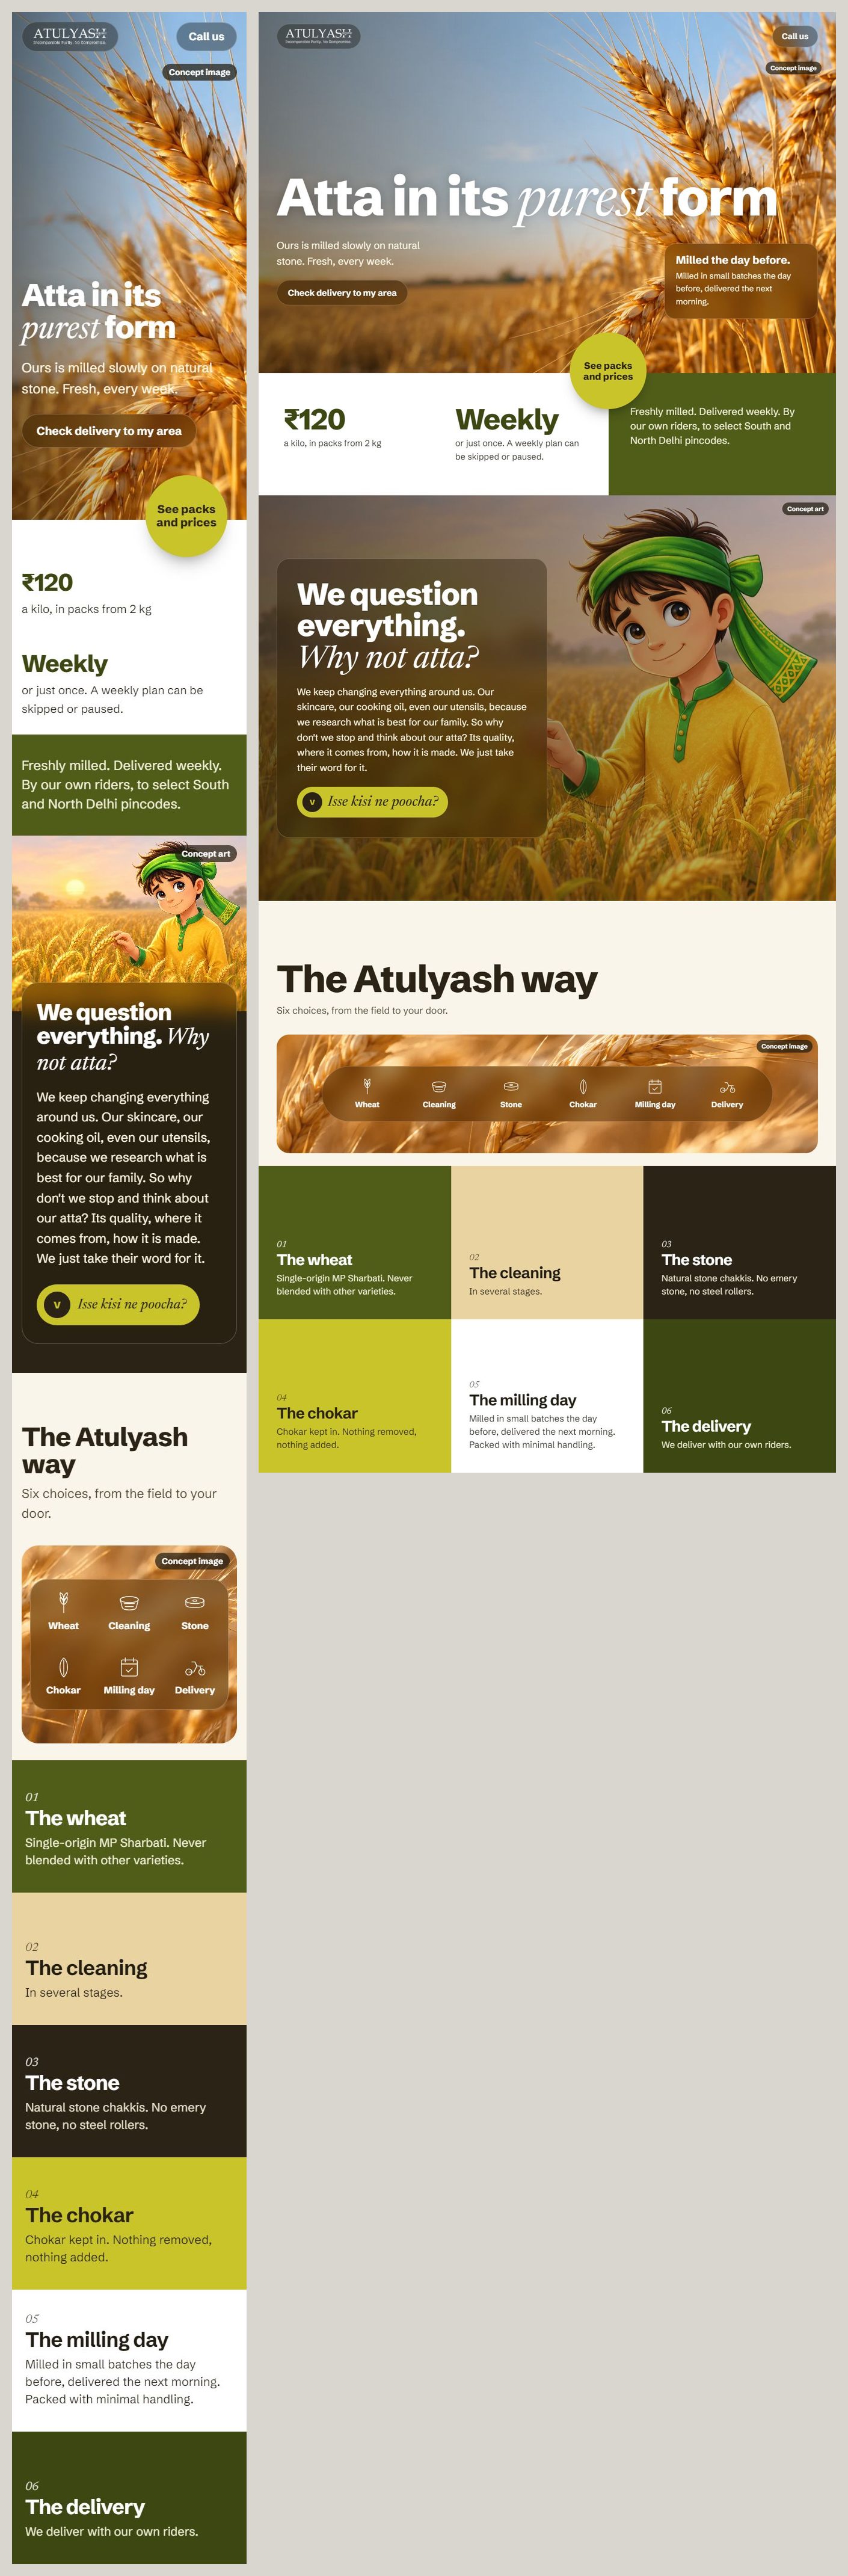 ATULYASH
Incomparable Purity. No Compromise.
Call us
Concept image
Atta in its
purest form
Ours is milled slowly on natural
stone. Fresh, every week.
Check delivery to my area
See packs
and prices
₹120
a kilo, in packs from 2 kg
Weekly
or just once. A weekly plan can be
skipped or paused.
Freshly milled. Delivered weekly.
By our own riders, to select South
and North Delhi pincodes.
Concept art
We question
everything. Why
not atta?
We keep changing everything
around us. Our skincare, our
cooking oil, even our utensils,
because we research what is
best for our family. So why
don't we stop and think about
our atta? Its quality, where it
comes from, how it is made.
We just take their word for it.
v Isse kisi ne poocha?
The Atulyash
way
Six choices, from the field to your
door.
Concept image
Wheat Cleaning Stone
Chokar Milling day Delivery
01
The wheat
Single-origin MP Sharbati. Never
blended with other varieties.
02
The cleaning
In several stages.
03
The stone
Natural stone chakkis. No emery
stone, no steel rollers.
04
The chokar
Chokar kept in. Nothing removed,
nothing added.
05
The milling day
Milled in small batches the day
before, delivered the next morning.
Packed with minimal handling.
06
The delivery
We deliver with our own riders.
ATULYASH
Incomparable Purity. No Compromise.
Call us
Concept image
Atta in its purest form
Ours is milled slowly on natural
stone. Fresh, every week.
Check delivery to my area
Milled the day before.
Milled in small batches the day
before, delivered the next
morning.
See packs
and prices
₹120
a kilo, in packs from 2 kg
Weekly
or just once. A weekly plan can
be skipped or paused.
Freshly milled. Delivered weekly. By
our own riders, to select South and
North Delhi pincodes.
Concept art
We question
everything.
Why not atta?
We keep changing everything around us. Our
skincare, our cooking oil, even our utensils, because
we research what is best for our family. So why
don't we stop and think about our atta? Its quality,
where it comes from, how it is made. We just take
their word for it.
v Isse kisi ne poocha?
The Atulyash way
Six choices, from the field to your door.
Concept image
Wheat Cleaning Stone Chokar Milling day Delivery
01
The wheat
Single-origin MP Sharbati. Never
blended with other varieties.
02
The cleaning
In several stages.
03
The stone
Natural stone chakkis. No emery
stone, no steel rollers.
04
The chokar
Chokar kept in. Nothing removed,
nothing added.
05
The milling day
Milled in small batches the day
before, delivered the next morning.
Packed with minimal handling.
06
The delivery
We deliver with our own riders.